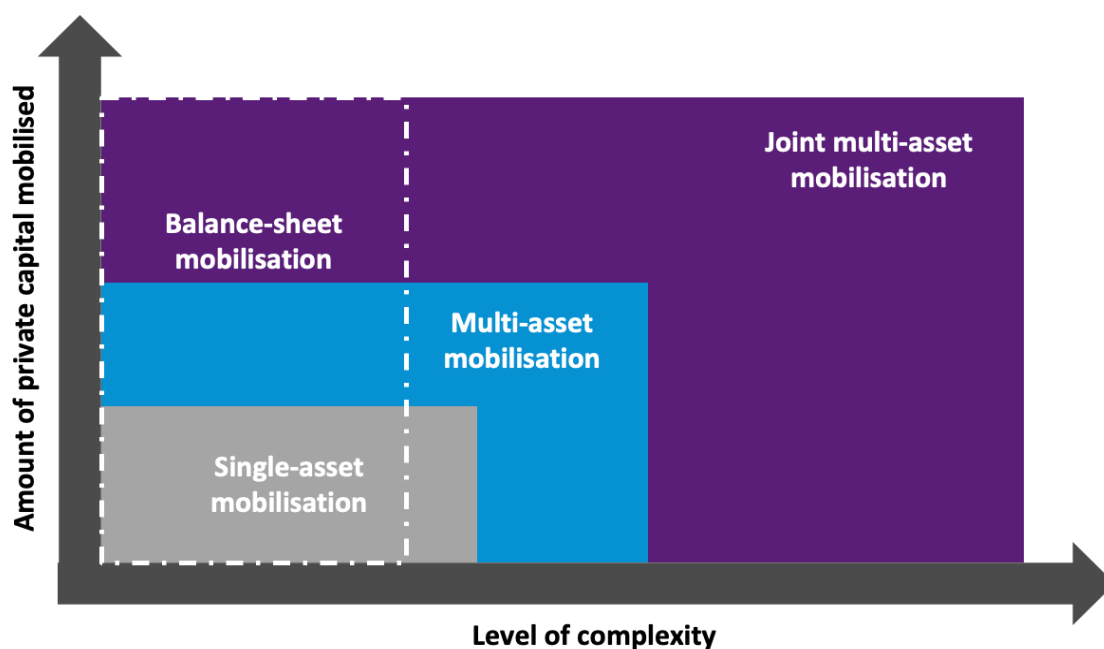 Amount of private capital mobilised
Joint multi-asset
mobilisation
Balance-sheet
mobilisation
Multi-asset
mobilisation
Single-asset
mobilisation
Level of complexity